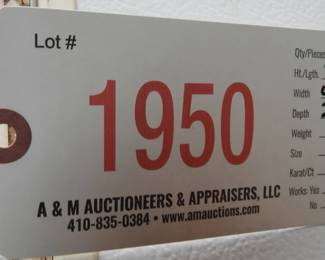 Lot #
1950
A & M AUCTIONEERS & APPRAISERS, LLC
410-835-0384 • www.amauctions.com
Qty/Pieces
Ht./Lgth.
Width
Depth
Weight
Size
Karat/Ct
Works: Yes
No